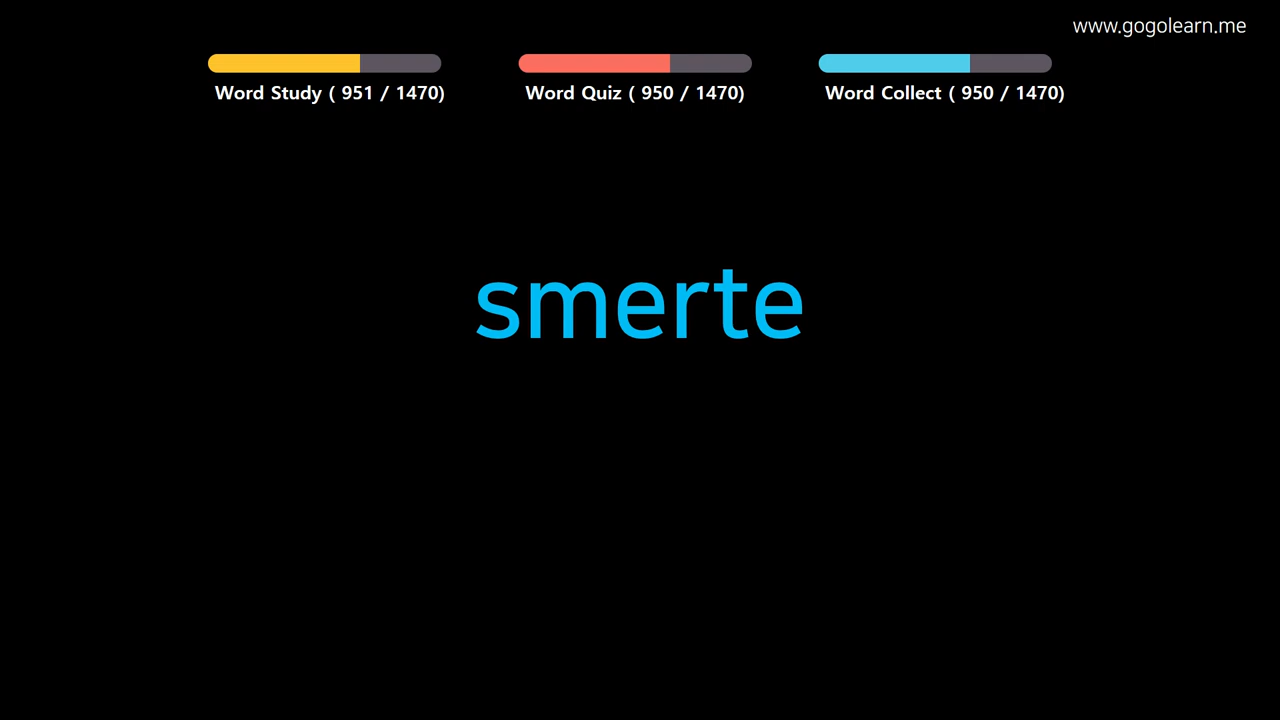 www.gogolearn.me
Word Study ( 951 / 1470)
Word Quiz ( 950 / 1470)
Word Collect ( 950 / 1470)
smerte